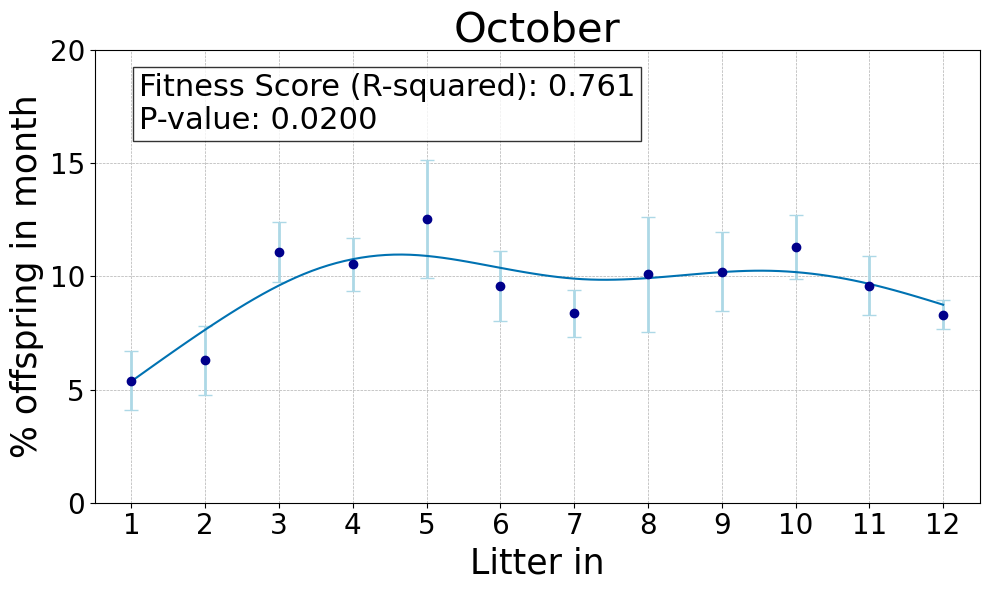 October
Fitness Score (R-squared): 0.761
P-value: 0.0200
% offspring in month
20
15
10
5
0
1 2 3 4 5 6 7 8 9 10 11 12
Litter in